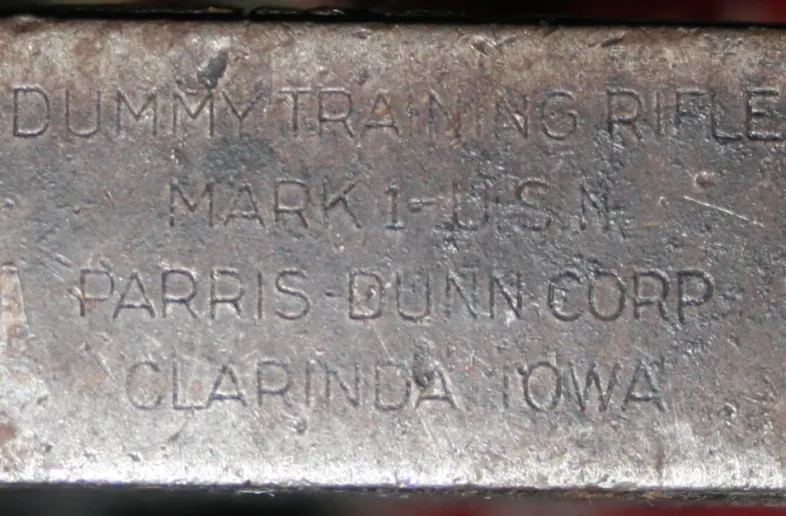 DUMMY TRAINING RIFLE
MARK 1-U.S.N.
PARRIS-DUNN CORP.
CLARINDA, IOWA